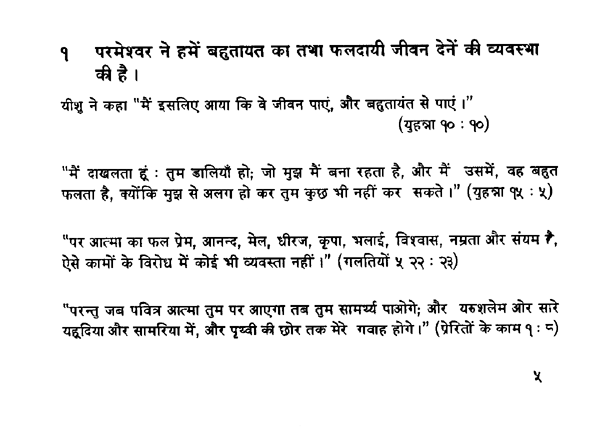 १ परमेश्वर ने हमें बहुतायत का तथा फलदायी जीवन देनें की व्यवस्था
की है।
यीशु ने कहा “मैं इसलिए आया कि वे जीवन पाएं, और बहुतायंत से पाएं।”
(युहन्ना १० : १०)
“मैं दाखलता हूं : तुम डालियाँ हो; जो मुझ मैं बना रहता है, और मैं उसमें, वह बहुत
फलता है, क्योंकि मुझ से अलग हो कर तुम कुछ भी नहीं कर सकते।” (युहन्ना १५ : ५)
“पर आत्मा का फल प्रेम, आनन्द, मेल, धीरज, कृपा, भलाई, विश्वास, नम्रता और संयम है,
ऐसे कामों के विरोध में कोई भी व्यवस्ता नहीं।” (गलतियों ५ २२ : २३)
“परन्तु जब पवित्र आत्मा तुम पर आएगा तब तुम सामर्थ्य पाओगे; और यरुशलेम ओर सारे
यहूदिया और सामरिया में, और पृथ्वी की छोर तक मेरे गवाह होगे।” (प्रेरितों के काम १ : ८)
५